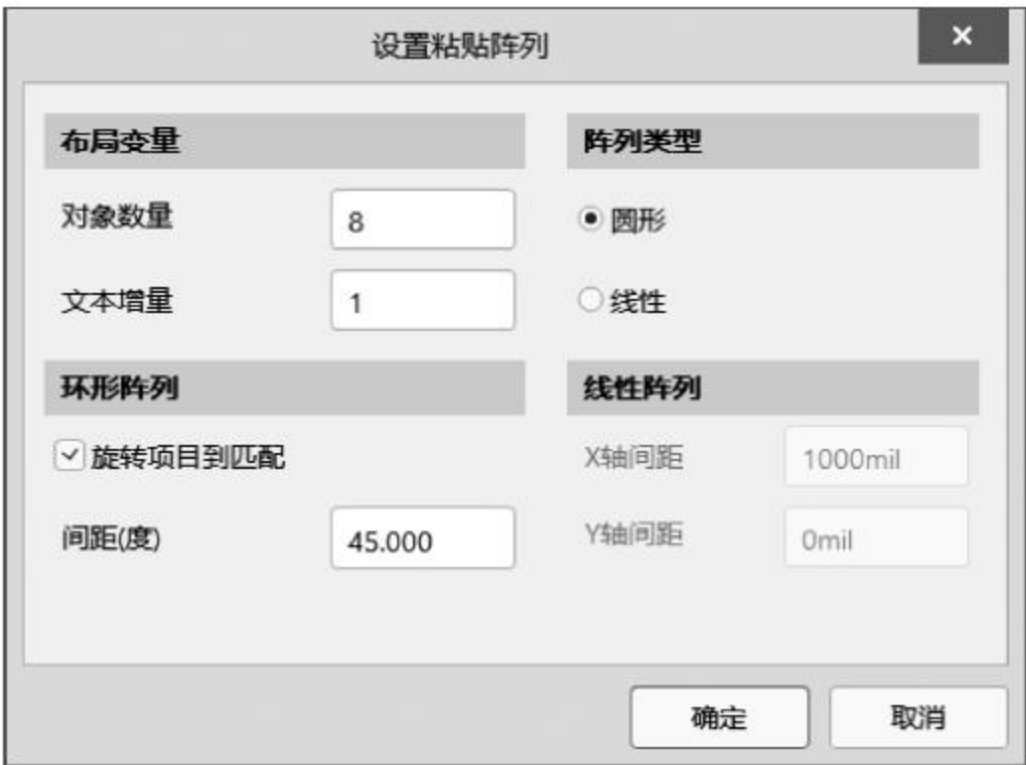 设置粘贴阵列
布局变量
对象数量 8
文本增量 1
阵列类型
圆形
线性
环形阵列
旋转项目到匹配
间距(度) 45.000
线性阵列
X轴间距 1000mil
Y轴间距 0mil
确定 取消